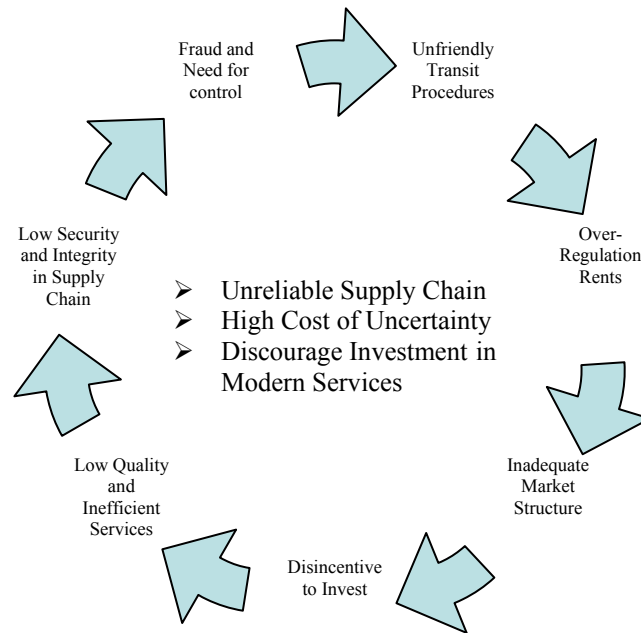 Fraud and
Need for
control
Unfriendly
Transit
Procedures
Over-
Regulation
Rents
Inadequate
Market
Structure
Disincentive
to Invest
Low Quality
and
Inefficient
Services
Low Security
and Integrity
in Supply
Chain
➢ Unreliable Supply Chain
➢ High Cost of Uncertainty
➢ Discourage Investment in
Modern Services